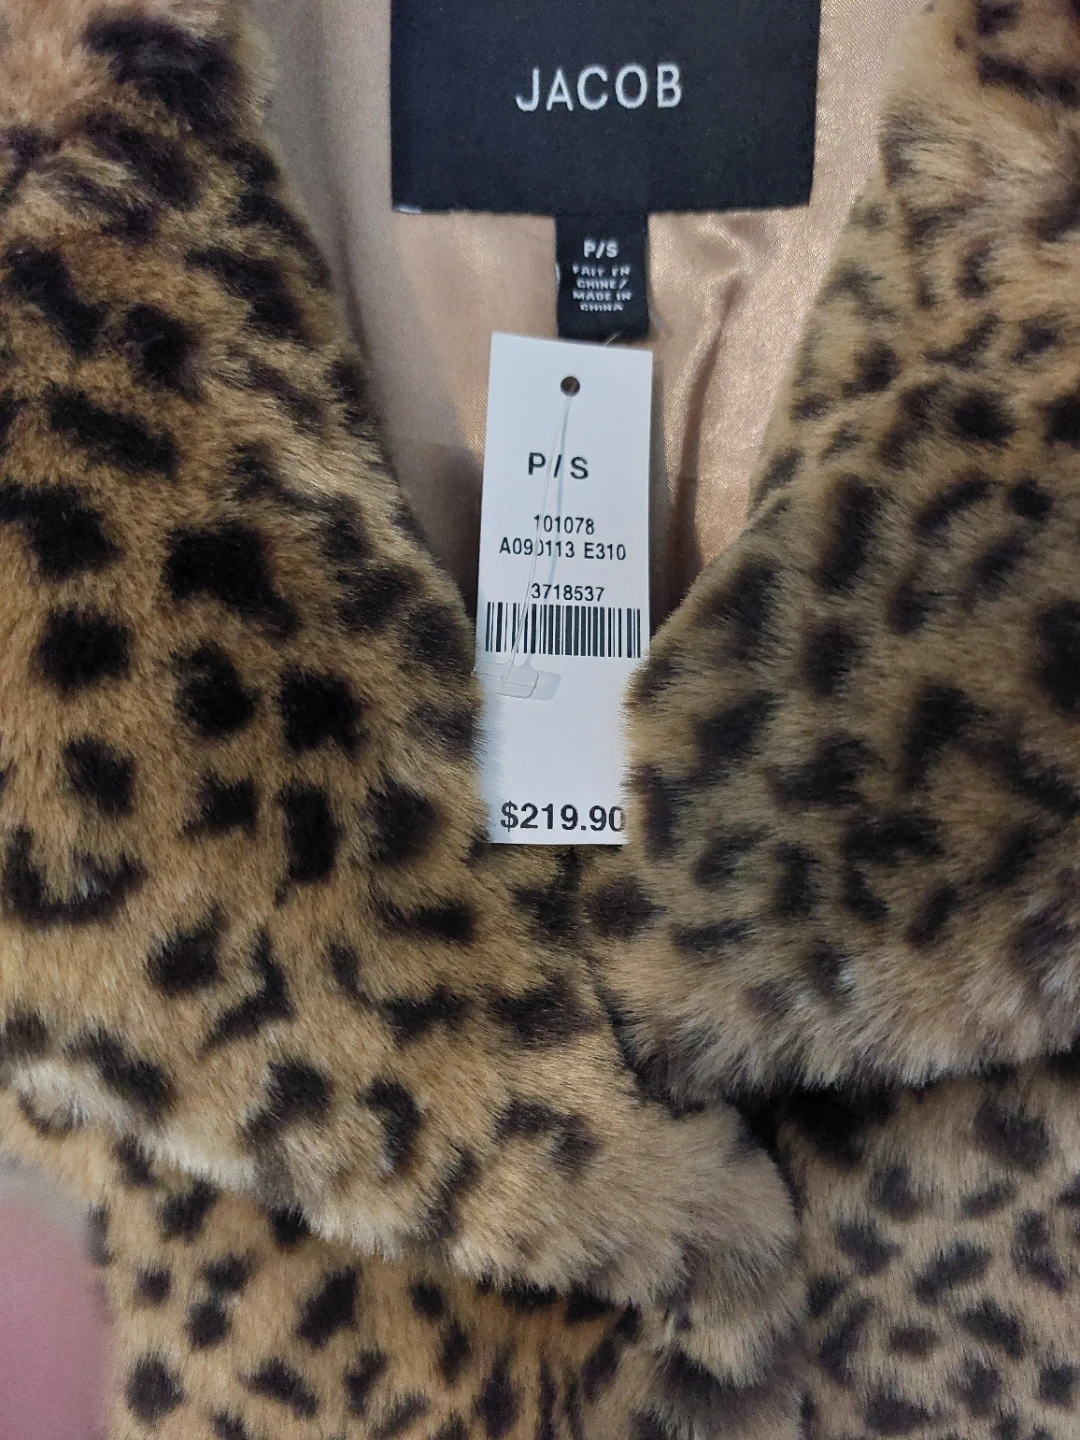 JACOB
P/S
FAIT EN
CHINE/
MADE IN
CHINA
P/S
101078
A090113 E310
3718537
$219.90